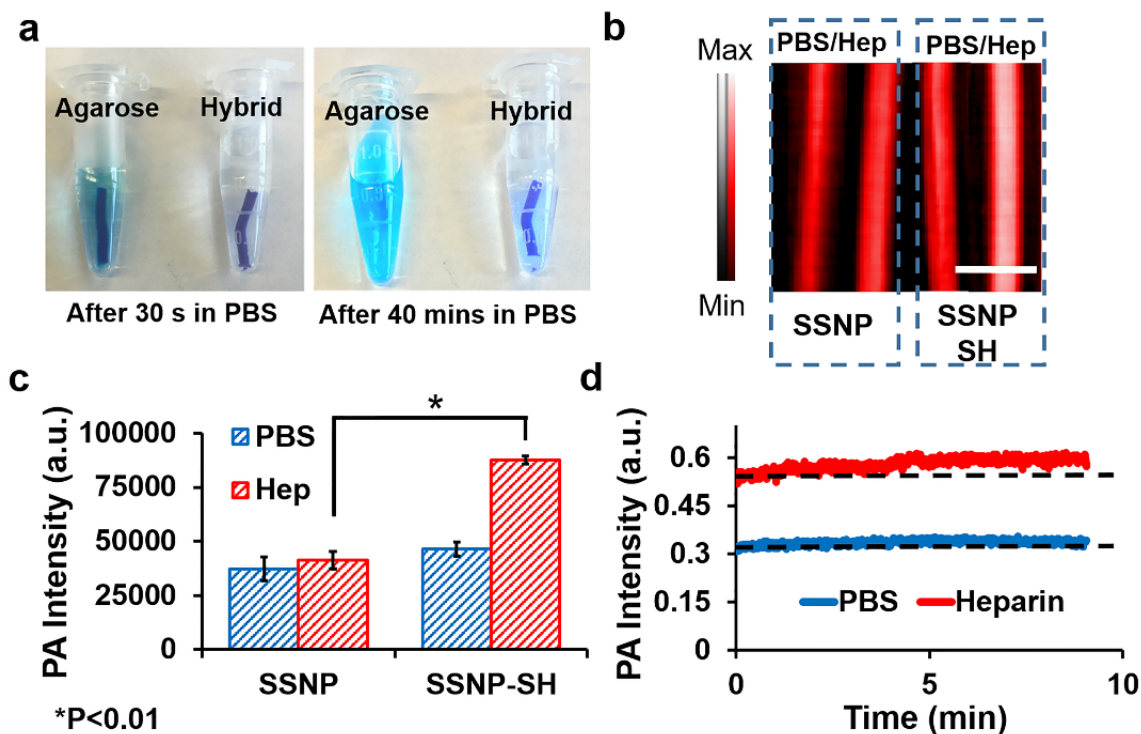 a
Agarose
Hybrid
Agarose
Hybrid
1.0
After 30 s in PBS
After 40 mins in PBS
b
Max
Min
PBS/Hep
PBS/Hep
SSNP
SSNP
SH
c
PA Intensity (a.u.)
100000
75000
50000
25000
0
PBS
Hep
*
SSNP
SSNP-SH
*P<0.01
d
PA Intensity (a.u.)
0.6
0.45
0.3
0.15
0
PBS
Heparin
0
5
10
Time (min)